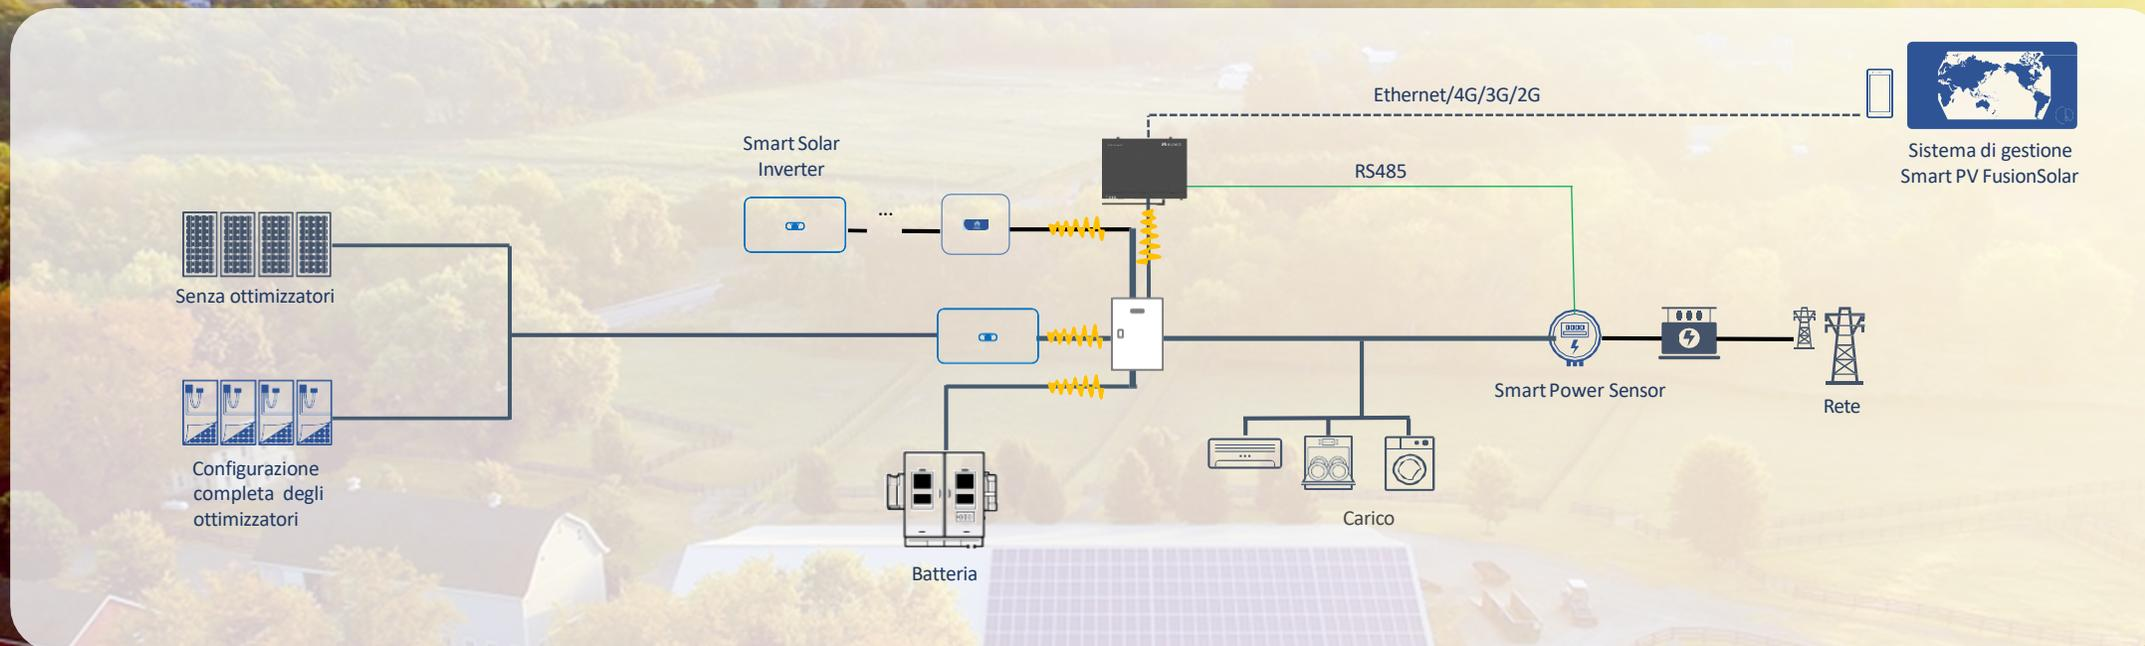 Ethernet/4G/3G/2G
Smart Solar
Inverter
Sistema di gestione
Smart PV FusionSolar
RS485
...
Senza ottimizzatori
Smart Power Sensor
Rete
Configurazione
completa degli
ottimizzatori
Carico
Batteria